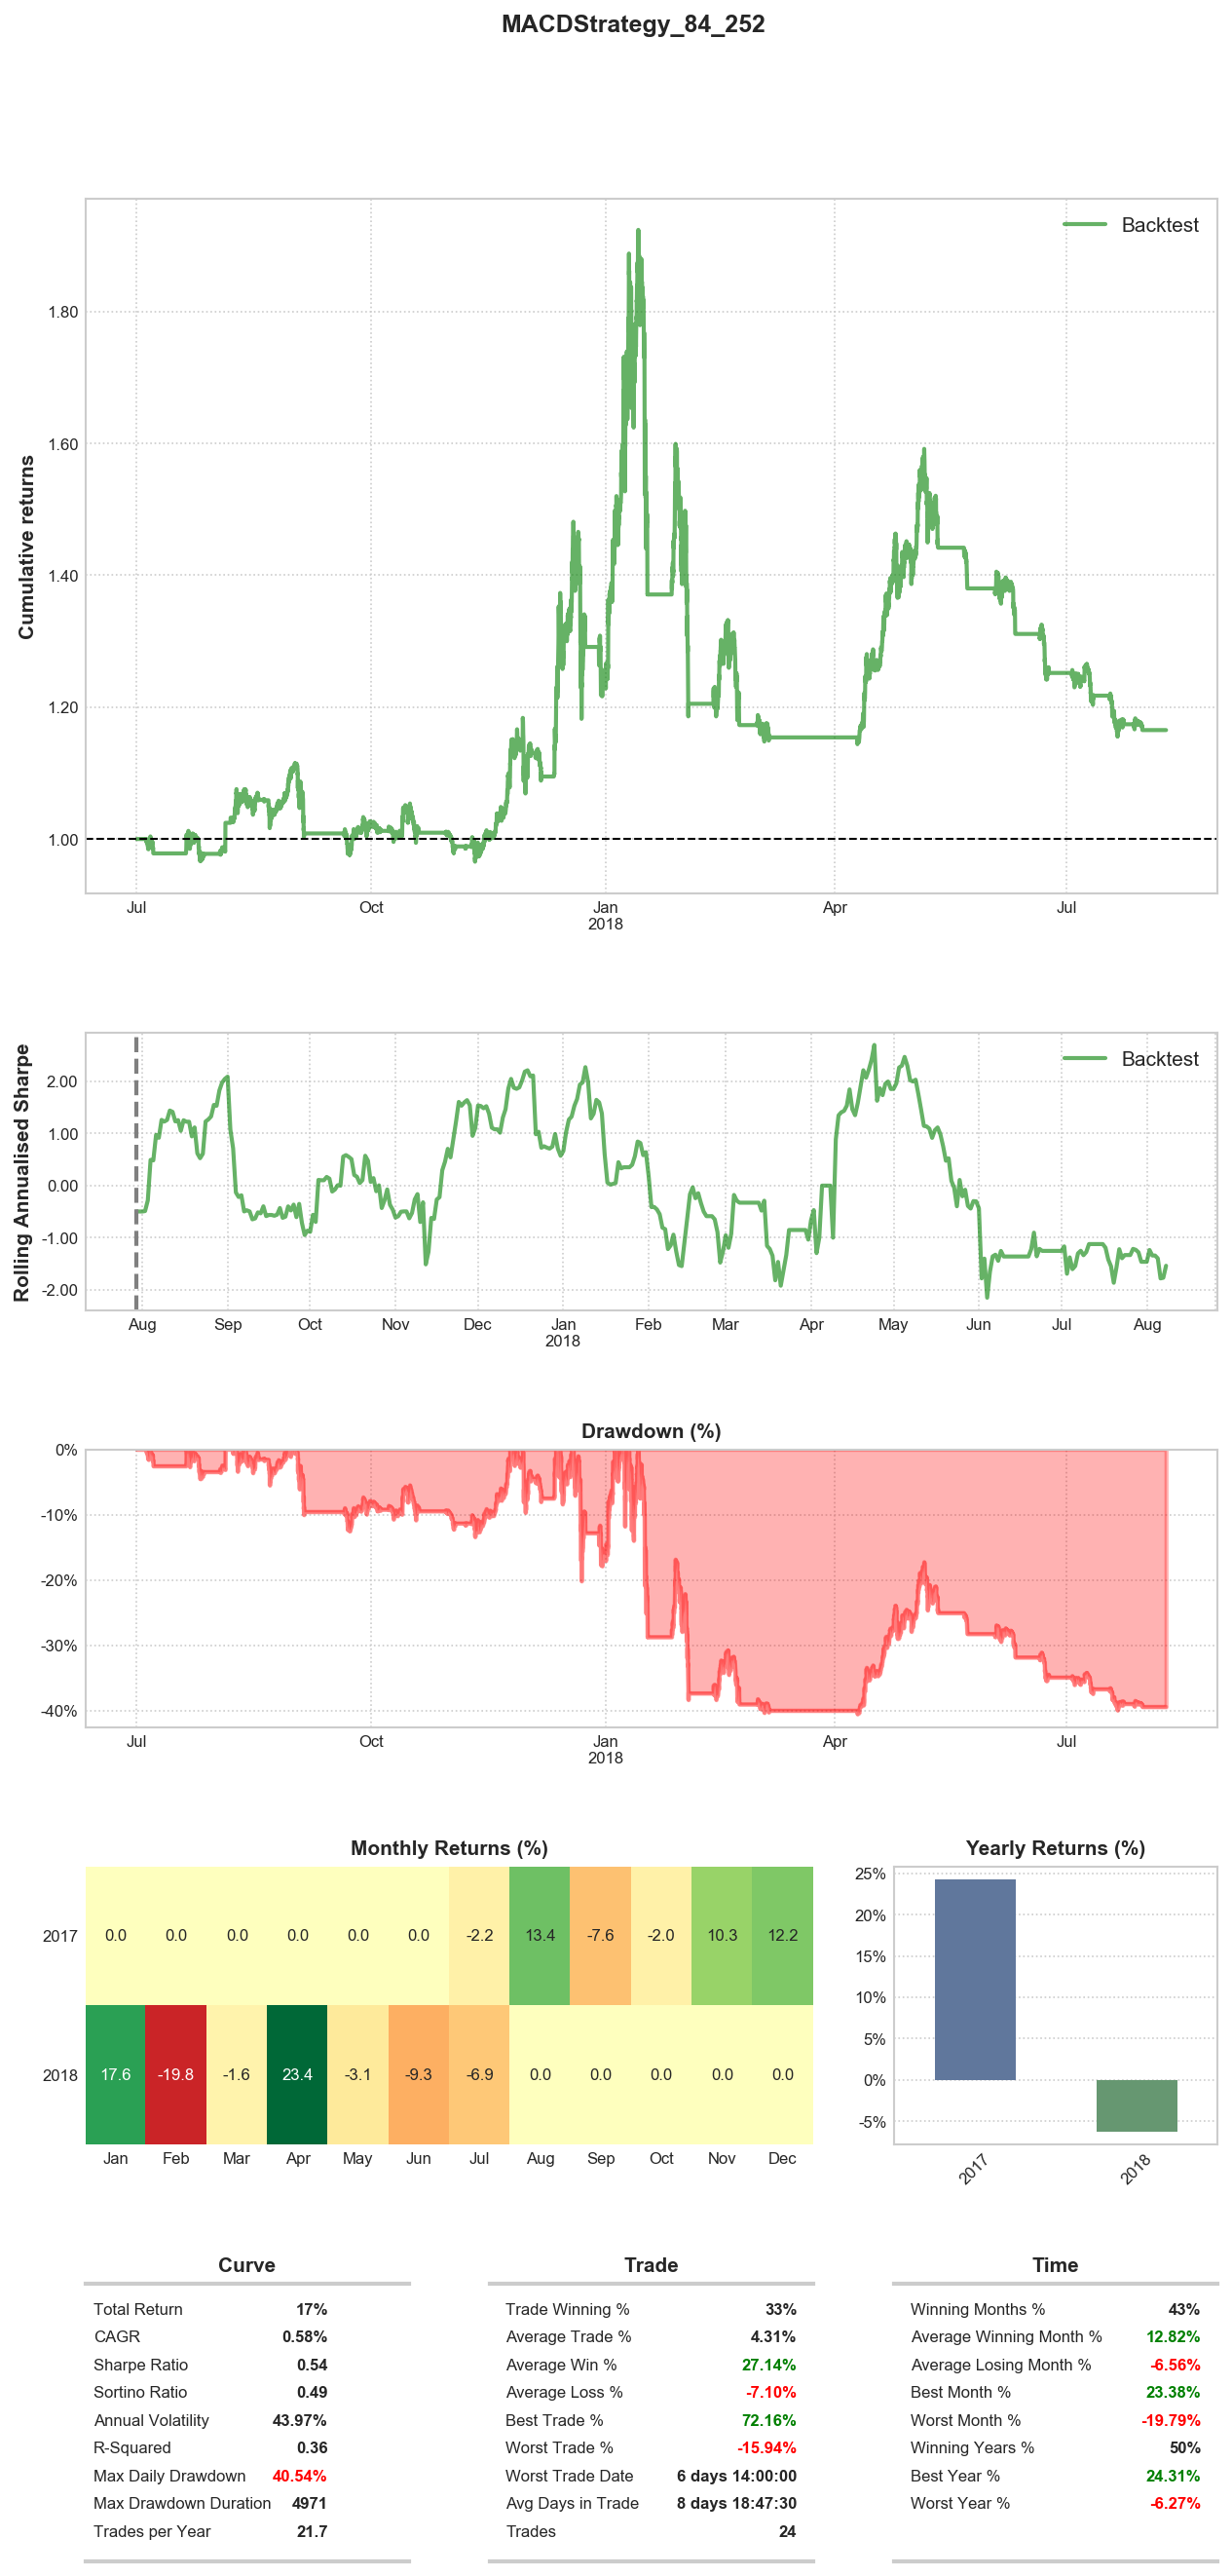 MACDStrategy_84_252
Backtest
Cumulative returns
1.80
1.60
1.40
1.20
1.00
Jul Oct Jan Apr Jul
2018
Backtest
Rolling Annualised Sharpe
2.00
1.00
0.00
-1.00
-2.00
Aug Sep Oct Nov Dec Jan Feb Mar Apr May Jun Jul Aug
2018
Drawdown (%)
0%
-10%
-20%
-30%
-40%
Jul Oct Jan Apr Jul
2018
Monthly Returns (%)
2017 0.0 0.0 0.0 0.0 0.0 0.0 -2.2 13.4 -7.6 -2.0 10.3 12.2
2018 17.6 -19.8 -1.6 23.4 -3.1 -9.3 -6.9 0.0 0.0 0.0 0.0 0.0
Jan Feb Mar Apr May Jun Jul Aug Sep Oct Nov Dec
Yearly Returns (%)
25%
20%
15%
10%
5%
0%
-5%
2017 2018
Curve
Total Return 17%
CAGR 0.58%
Sharpe Ratio 0.54
Sortino Ratio 0.49
Annual Volatility 43.97%
R-Squared 0.36
Max Daily Drawdown 40.54%
Max Drawdown Duration 4971
Trades per Year 21.7
Trade
Trade Winning % 33%
Average Trade % 4.31%
Average Win % 27.14%
Average Loss % -7.10%
Best Trade % 72.16%
Worst Trade % -15.94%
Worst Trade Date 6 days 14:00:00
Avg Days in Trade 8 days 18:47:30
Trades 24
Time
Winning Months % 43%
Average Winning Month % 12.82%
Average Losing Month % -6.56%
Best Month % 23.38%
Worst Month % -19.79%
Winning Years % 50%
Best Year % 24.31%
Worst Year % -6.27%